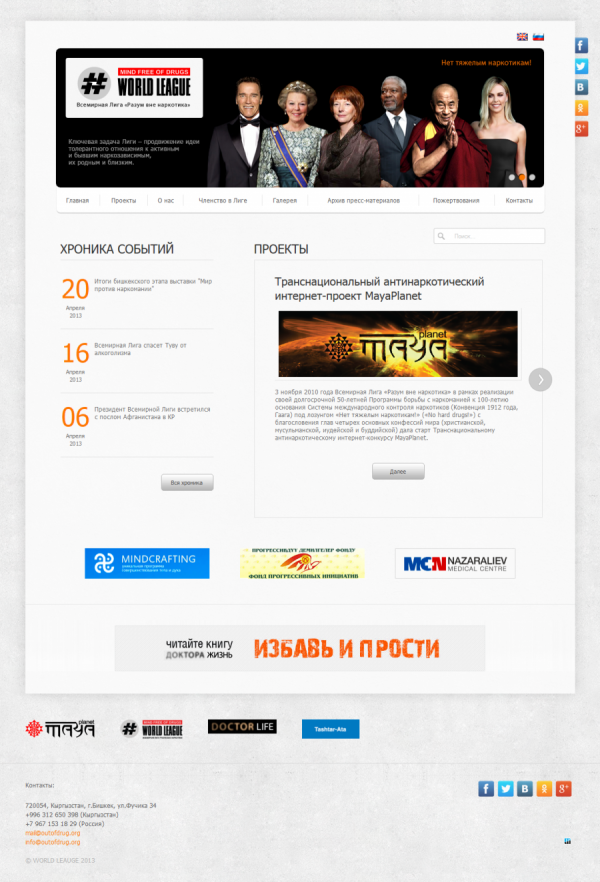 MIND FREE OF DRUGS
WORLD LEAGUE
Всемирная Лига «Разум вне наркотика»
Нет тяжелым наркотикам!
Ключевая задача Лиги – продвижение идеи
толерантного отношения к активным
и бывшим наркозависимым,
их родным и близким.
Главная
Проекты
О нас
Членство в Лиге
Галерея
Архив пресс-материалов
Пожертвования
Контакты
Поиск...
ХРОНИКА СОБЫТИЙ
20
Апреля
2013
Итоги бишкекского этапа выставки "Мир
против наркомании"
16
Апреля
2013
Всемирная Лига спасет Туву от
алкоголизма
06
Апреля
2013
Президент Всемирной Лиги встретился
с послом Афганистана в КР
Вся хроника
ПРОЕКТЫ
Транснациональный антинаркотический
интернет-проект MayaPlanet
planet
мaya
3 ноября 2010 года Всемирная Лига «Разум вне наркотика» в рамках реализации
своей долгосрочной 50-летней Программы борьбы с наркоманией к 100-летию
основания Системы международного контроля наркотиков (Конвенция 1912 года,
Гаага) под лозунгом «Нет тяжелым наркотикам!» («No hard drugs!») с
благословения глав четырех основных конфессий мира (христианской,
мусульманской, иудейской и буддийской) дала старт Транснациональному
антинаркотическому интернет-конкурсу MayaPlanet.
Далее
MINDCRAFTING
ПРОГРЕССИВДҮҮ ДЕМИЛГЕЛЕР ФОНДУ
ФОНД ПРОГРЕССИВНЫХ ИНИЦИАТИВ
MCN NAZARALIEV
MEDICAL CENTRE
читайте книгу
ДОКТОРА ЖИЗНЬ
ИЗБАВЬ И ПРОСТИ
planet
мaya
MIND FREE OF DRUGS
WORLD LEAGUE
DOCTOR LIFE
Tashtar-Ata
Контакты:
720054, Кыргызстан, г.Бишкек, ул.Фучика 34
+996 312 650 398 (Кыргызстан)
+7 967 153 18 29 (Россия)
mail@outofdrug.org
info@outofdrug.org
© WORLD LEAUGE 2013